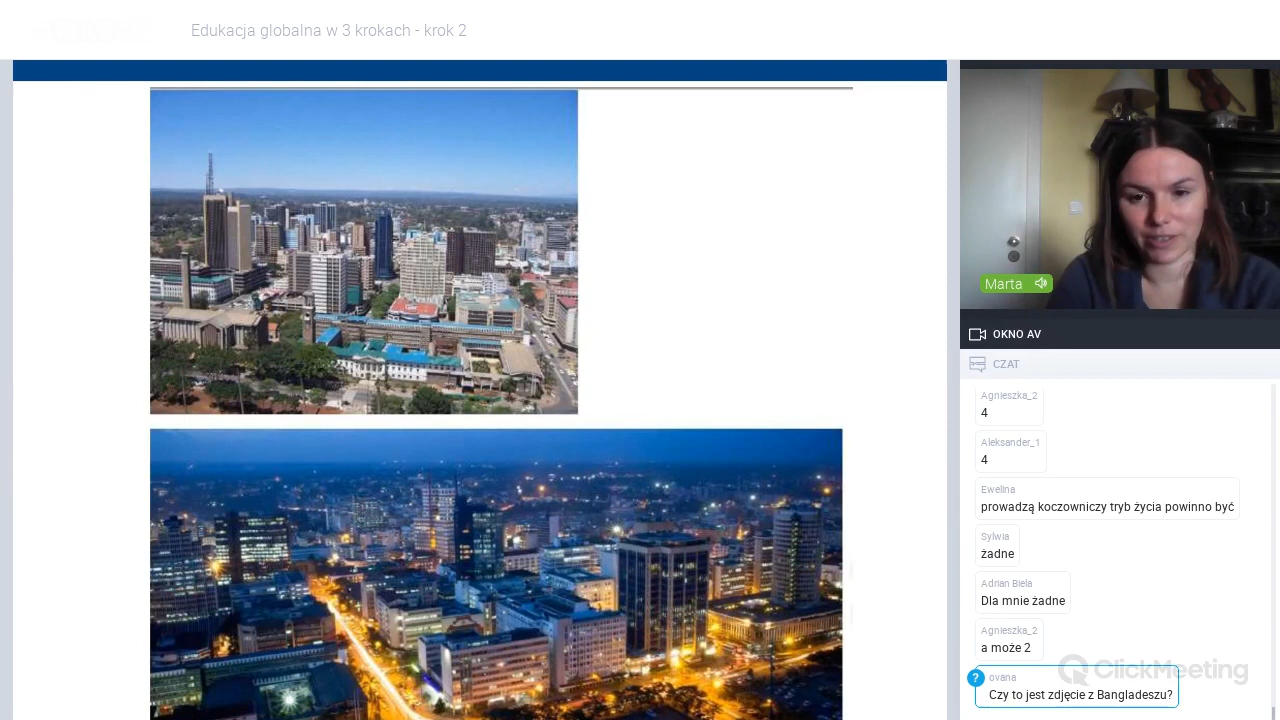 Edukacja globalna w 3 krokach - krok 2
Marta
OKNO AV
CZAT
Agnieszka_2
4
Aleksander_1
4
Ewelina
prowadzą koczowniczy tryb życia powinno być
Sylwia
żadne
Adrian Biela
Dla mnie żadne
Agnieszka_2
a może 2
ClickMeeting
?
ovana
Czy to jest zdjęcie z Bangladeszu?